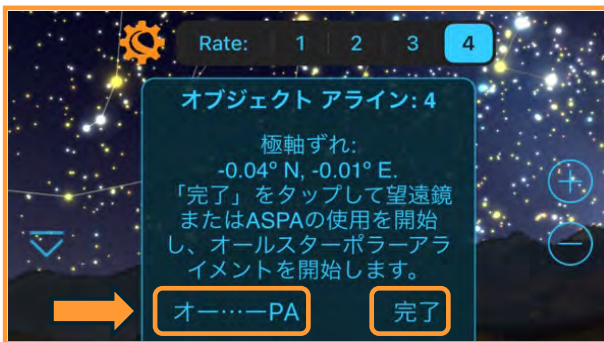 Rate: 1 2 3 4
オブジェクト アライン: 4
極軸ずれ:
-0.04º N, -0.01º E.
「完了」をタップして望遠鏡
またはASPAの使用を開始
し、オールスターポラーアラ
イメントを開始します。
オー…ーPA 完了